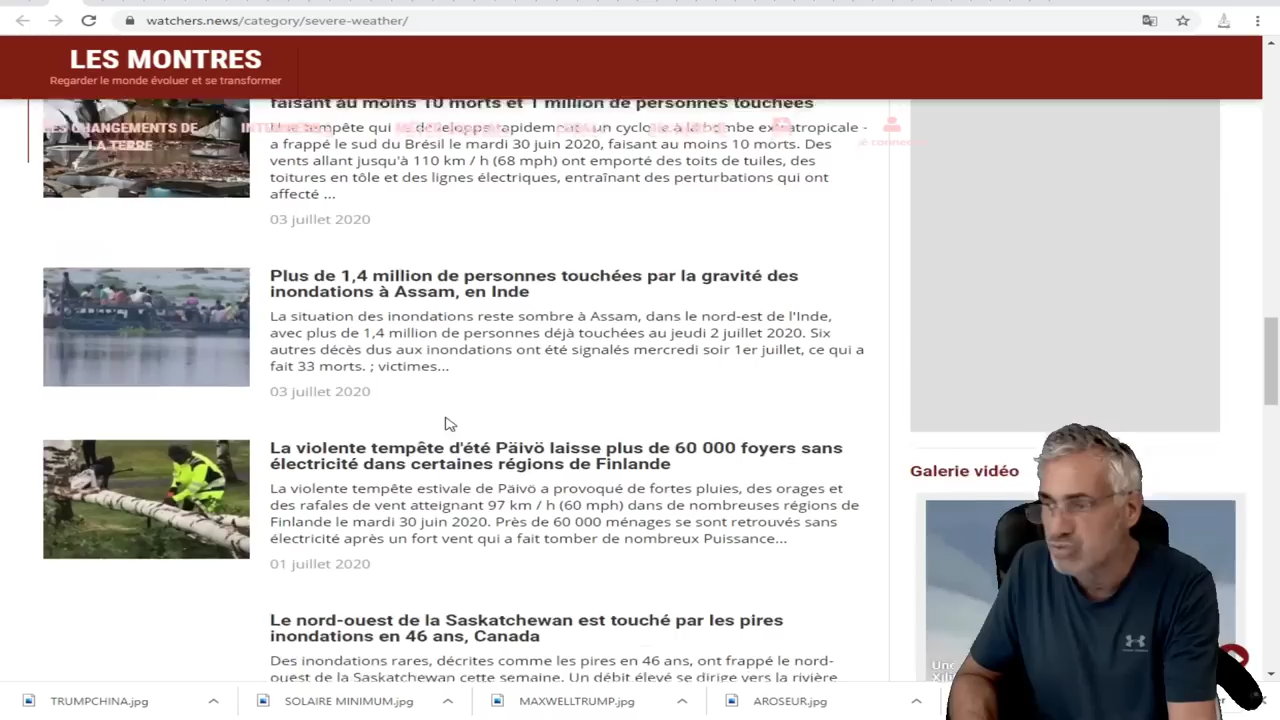 watchers.news/category/severe-weather/
LES MONTRES
Regarder le monde évoluer et se transformer
faisant au moins 10 morts et 1 million de personnes touchées
LES CHANGEMENTS DE
LA TERRE
tempête qui se développe rapidement, un cyclone à la bombe extratropicale -
a frappé le sud du Brésil le mardi 30 juin 2020, faisant au moins 10 morts. Des
vents allant jusqu'à 110 km / h (68 mph) ont emporté des toits de tuiles, des
toitures en tôle et des lignes électriques, entraînant des perturbations qui ont
affecté ...
03 juillet 2020
Plus de 1,4 million de personnes touchées par la gravité des
inondations à Assam, en Inde
La situation des inondations reste sombre à Assam, dans le nord-est de l'Inde,
avec plus de 1,4 million de personnes déjà touchées au jeudi 2 juillet 2020. Six
autres décès dus aux inondations ont été signalés mercredi soir 1er juillet, ce qui a
fait 33 morts. ; victimes...
03 juillet 2020
La violente tempête d'été Päivö laisse plus de 60 000 foyers sans
électricité dans certaines régions de Finlande
La violente tempête estivale de Päivö a provoqué de fortes pluies, des orages et
des rafales de vent atteignant 97 km / h (60 mph) dans de nombreuses régions de
Finlande le mardi 30 juin 2020. Près de 60 000 ménages se sont retrouvés sans
électricité après un fort vent qui a fait tomber de nombreux Puissance...
01 juillet 2020
Le nord-ouest de la Saskatchewan est touché par les pires
inondations en 46 ans, Canada
Des inondations rares, décrites comme les pires en 46 ans, ont frappé le nord-
ouest de la Saskatchewan cette semaine. Un débit élevé se dirige vers la rivière
Galerie vidéo
TRUMPCHINA.jpg
SOLAIRE MINIMUM.jpg
MAXWELLTRUMP.jpg
AROSEUR.jpg